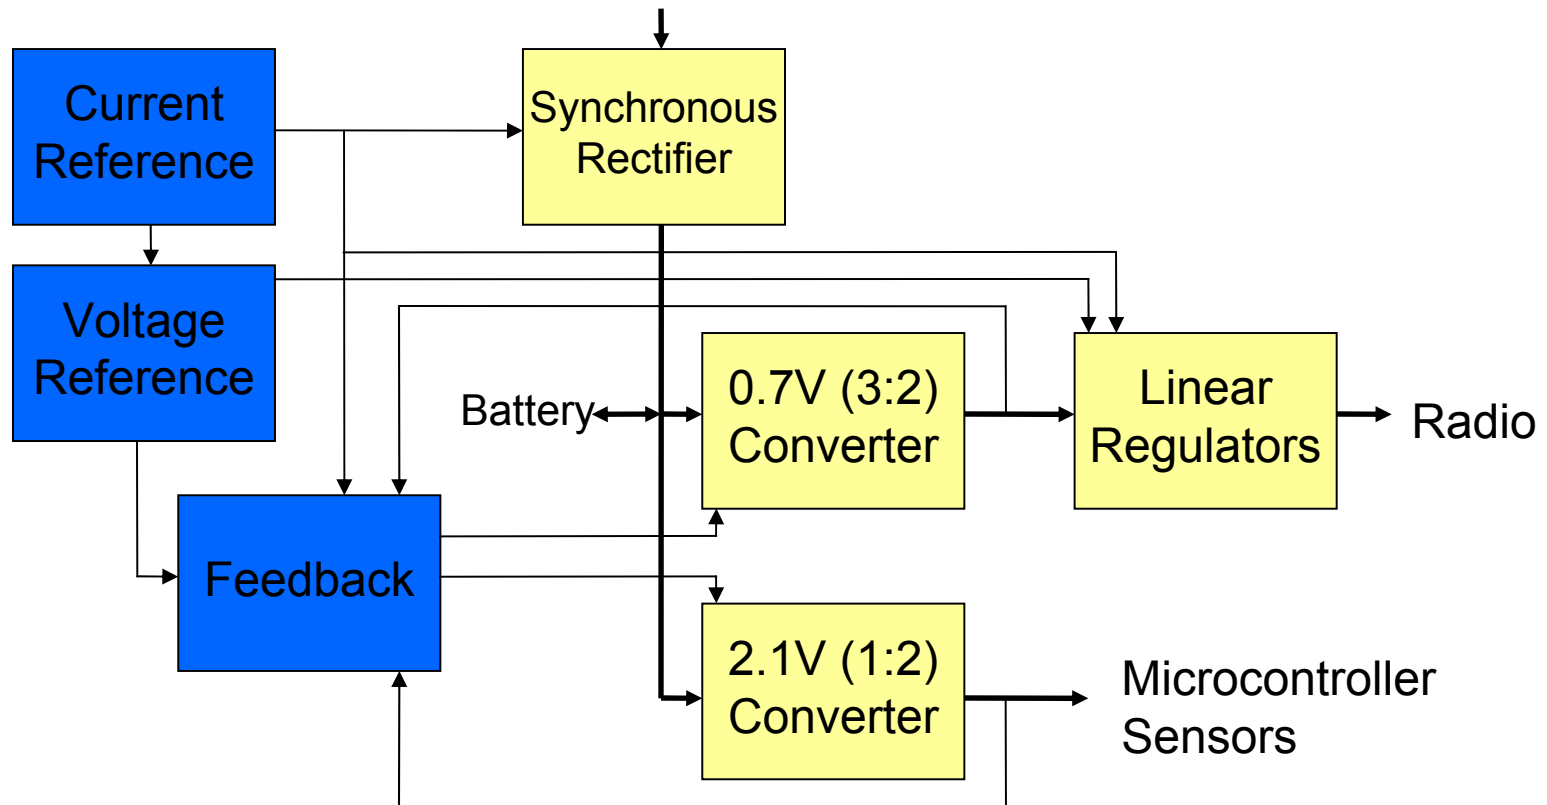 Current
Reference
Synchronous
Rectifier
Voltage
Reference
Battery
0.7V (3:2)
Converter
Linear
Regulators
Radio
Feedback
2.1V (1:2)
Converter
Microcontroller
Sensors